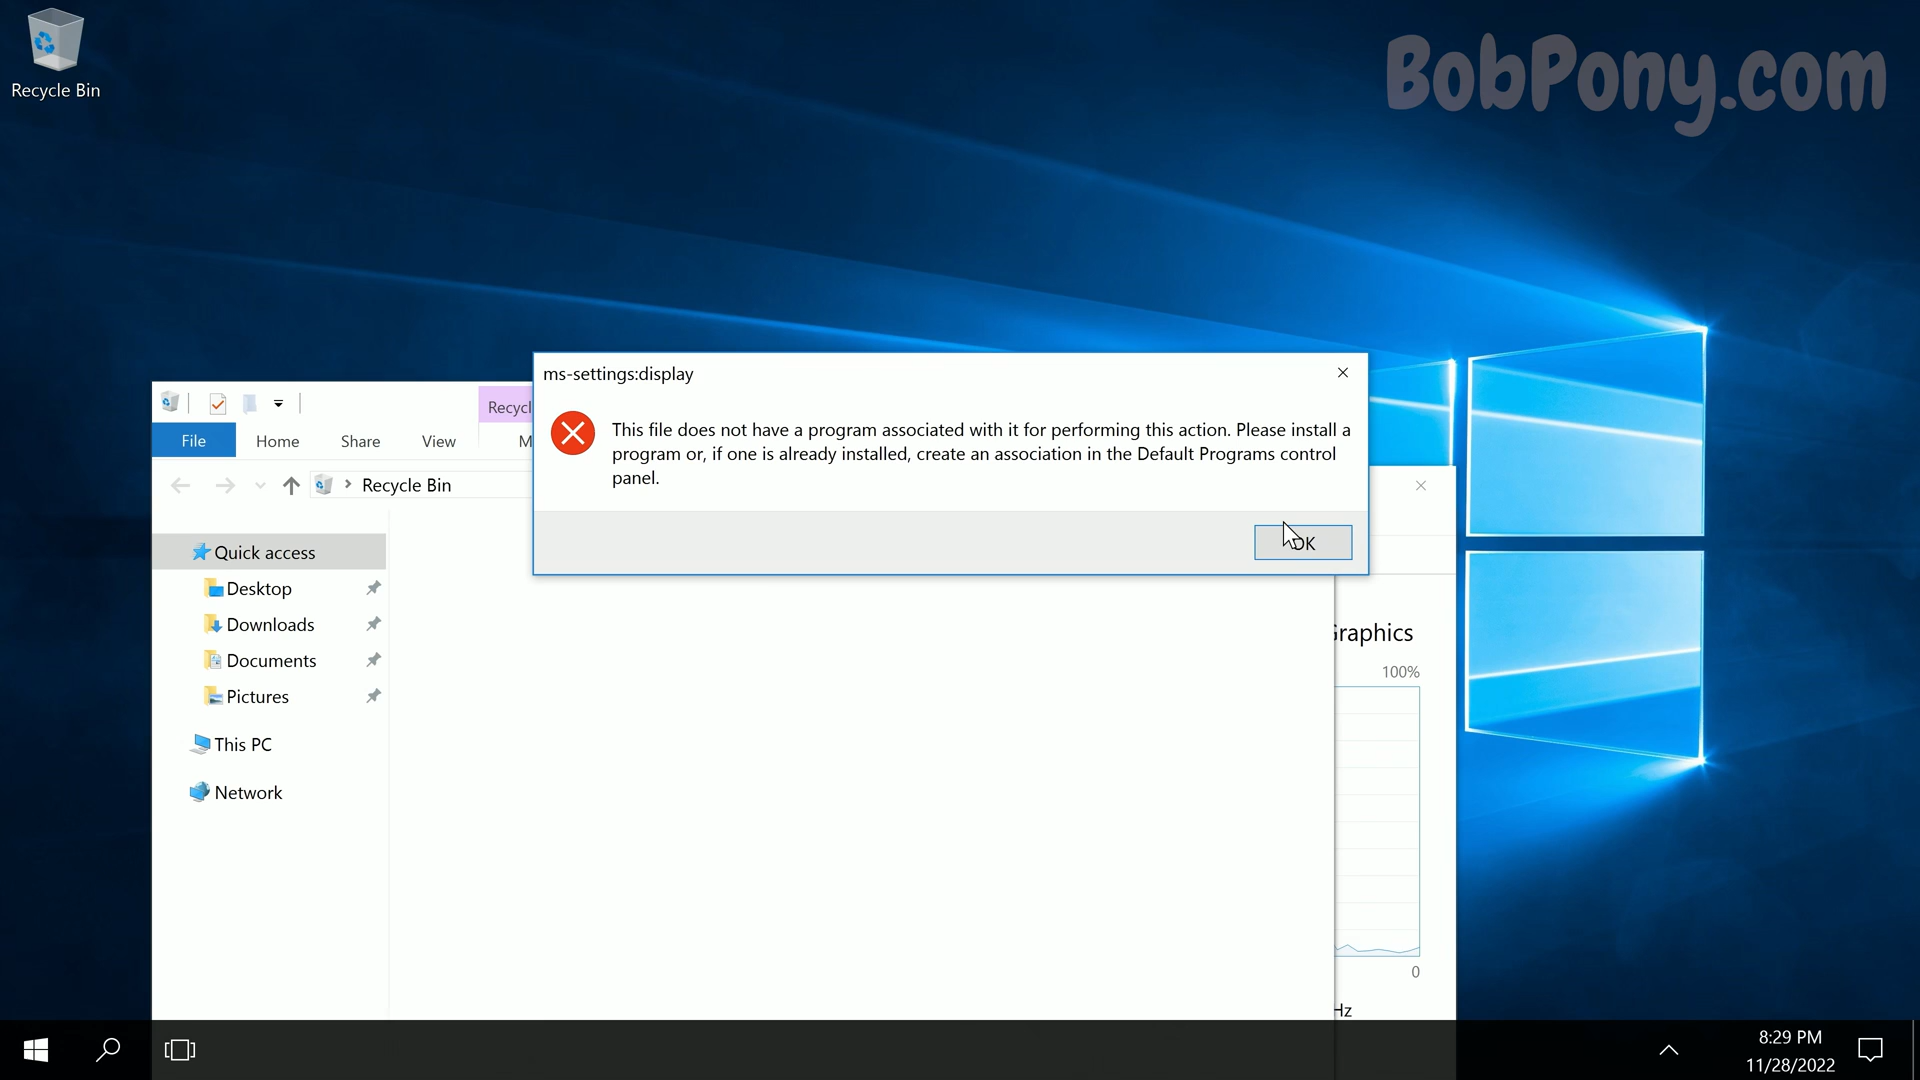 Recycle Bin
BobPony.com
ms-settings:display
This file does not have a program associated with it for performing this action. Please install a
program or, if one is already installed, create an association in the Default Programs control
panel.
OK
Recycl
File
Home
Share
View
M
Recycle Bin
Quick access
Desktop
Downloads
Documents
Pictures
This PC
Network
Graphics
100%
0
Hz
8:29 PM
11/28/2022